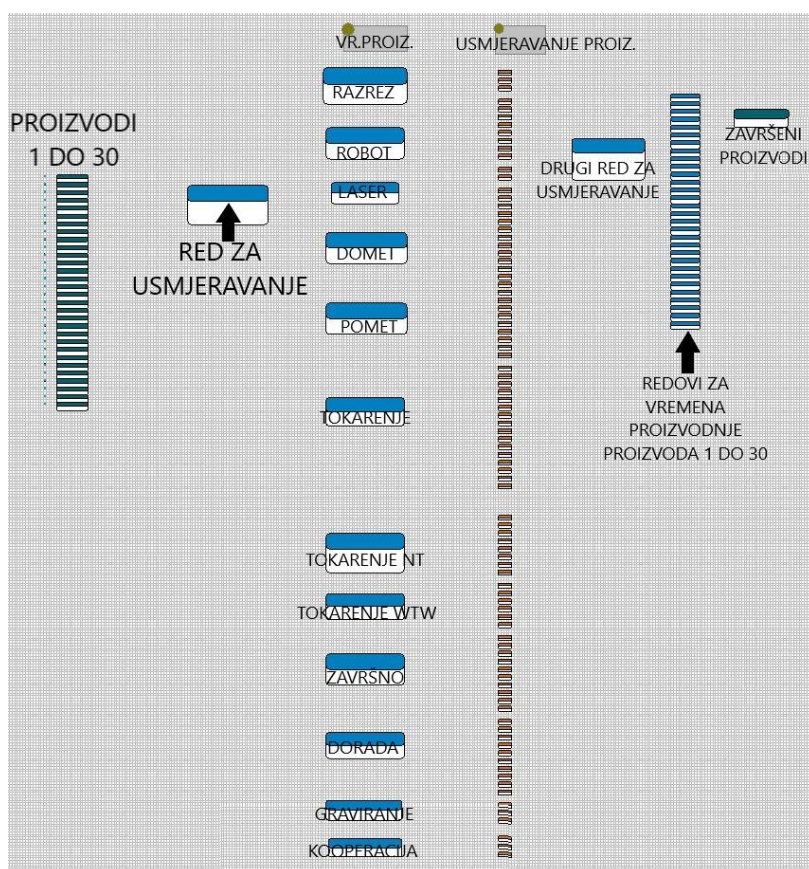 VR.PROIZ.
USMJERAVANJE PROIZ.
RAZREZ
PROIZVODI
1 DO 30
ROBOT
DRUGI RED ZA
USMJERAVANJE
ZAVRŠENI
PROIZVODI
LASER
RED ZA
USMJERAVANJE
DOMET
POMET
REDOVI ZA
VREMENA
PROIZVODNJE
PROIZVODA 1 DO 30
TOKARENJE
TOKARENJE NT
TOKARENJE WTW
ZAVRŠNO
DORADA
GRAVIRANJE
KOOPERACIJA